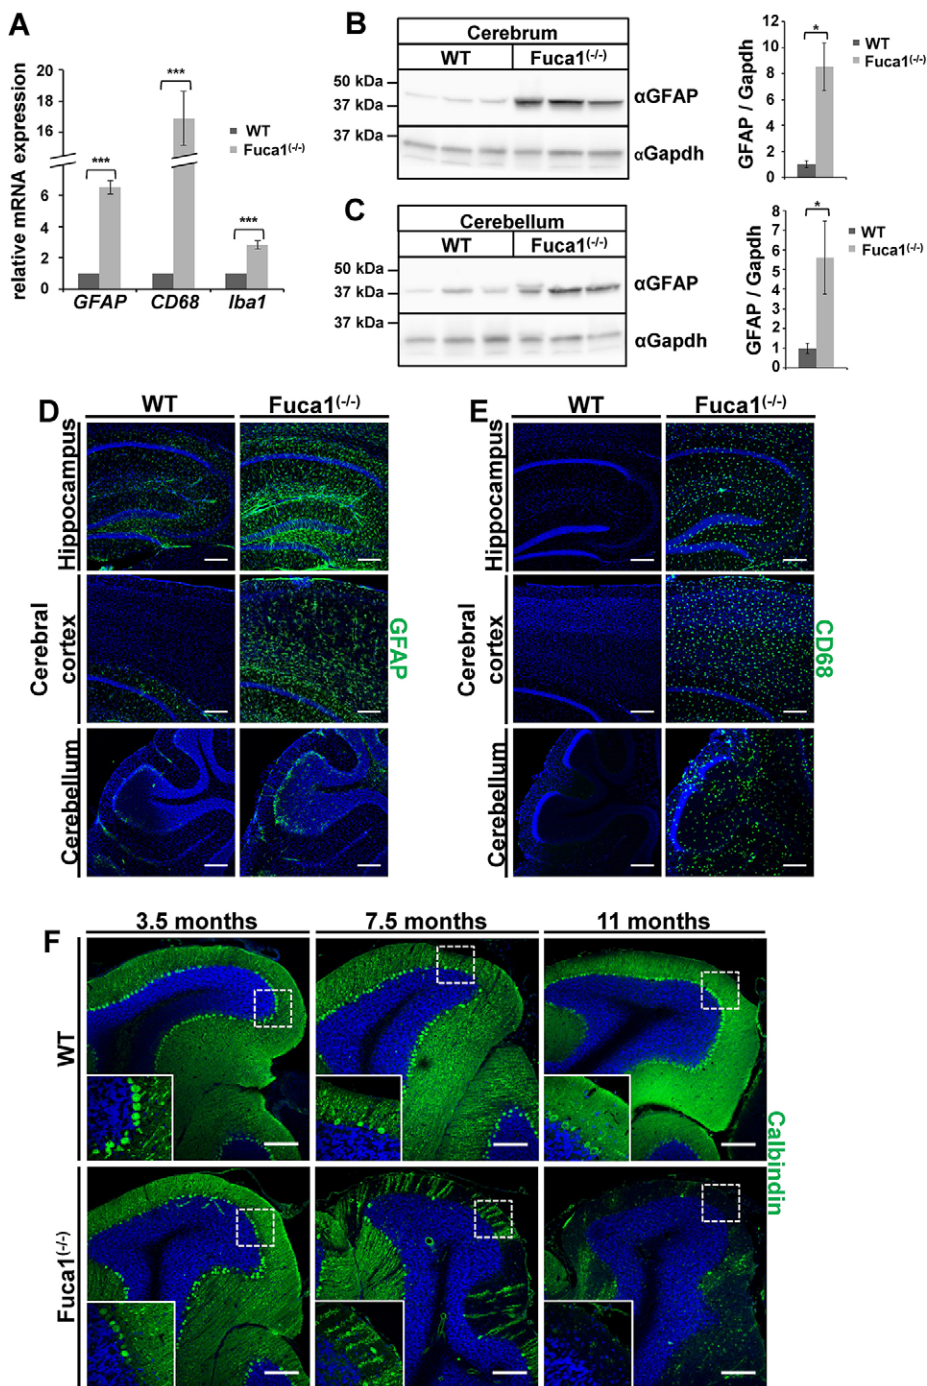 A
relative mRNA expression
20
18
16
6
4
2
0
***
***
***
WT
Fuca1(-/-)
GFAP CD68 Iba1
B
Cerebrum
WT Fuca1(-/-)
50 kDa
37 kDa
37 kDa
αGFAP
αGapdh
GFAP / Gapdh
12
10
8
6
4
2
1
0
*
WT
Fuca1(-/-)
C
Cerebellum
WT Fuca1(-/-)
50 kDa
37 kDa
37 kDa
αGFAP
αGapdh
GFAP / Gapdh
8
7
6
5
4
3
2
1
0
*
WT
Fuca1(-/-)
D
WT Fuca1(-/-)
Hippocampus
Cerebral
cortex
Cerebellum
GFAP
E
WT Fuca1(-/-)
Hippocampus
Cerebral
cortex
Cerebellum
CD68
F
3.5 months 7.5 months 11 months
WT
Fuca1(-/-)
Calbindin